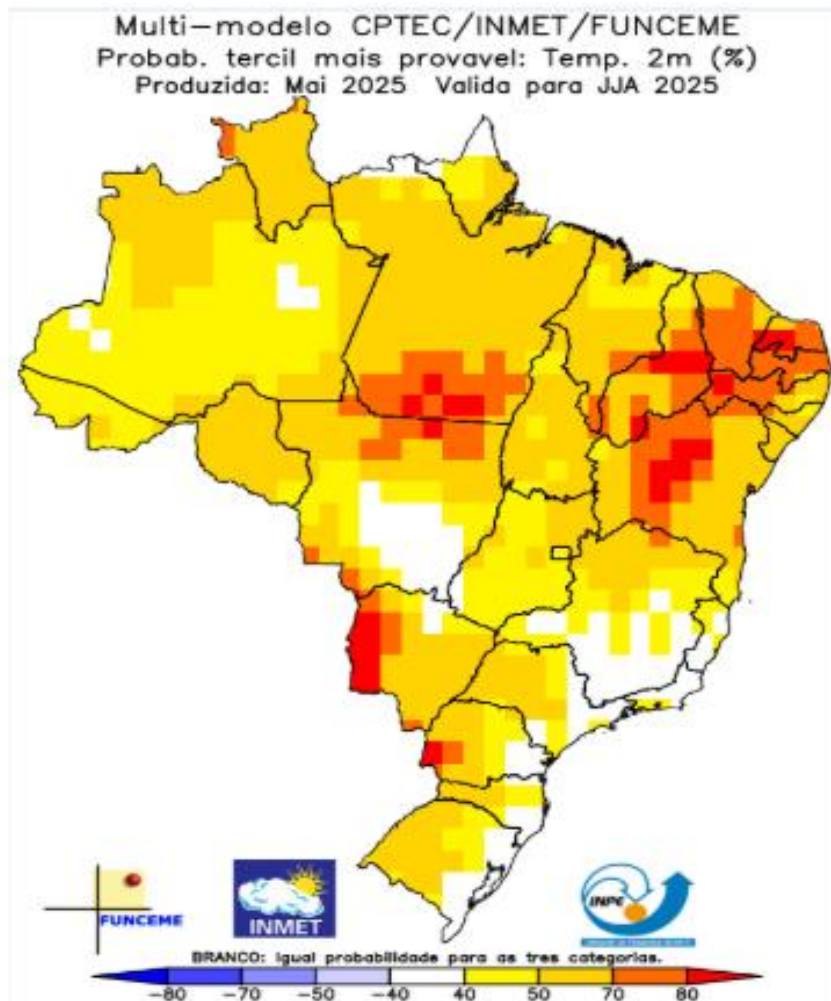 Multi-modelo CPTEC/INMET/FUNCEME
Probab. tercil mais provavel: Temp. 2m (%)
Produzida: Mai 2025 Valida para JJA 2025
FUNCEME
INMET
INPE
BRANCO: Igual probabilidade para as tres categorias.
-80 -70 -50 -40 40 50 70 80